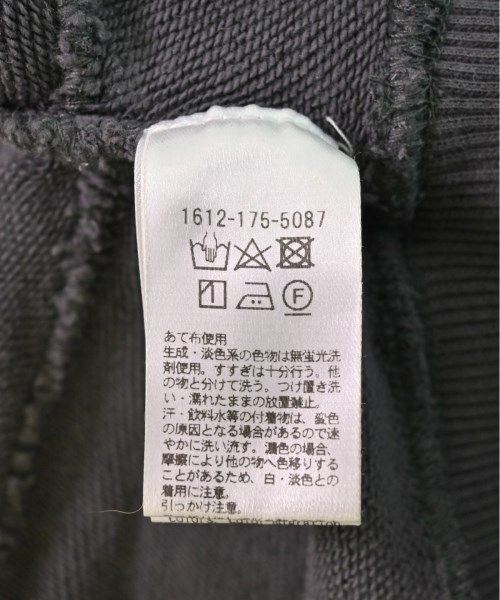 1612-175-5087
F
あて布使用
生成・淡色系の色物は無蛍光洗
剤使用。すすぎは十分行う。他
の物と分けて洗う。つけ置き洗
い・濡れたままの放置禁止。
汗・飲料水等の付着物は、変色
の原因となる場合があるので速
やかに洗い流す。濃色の場合、
摩擦により他の物へ色移りする
ことがあるため、白・淡色との
着用に注意。
引っかけ注意。